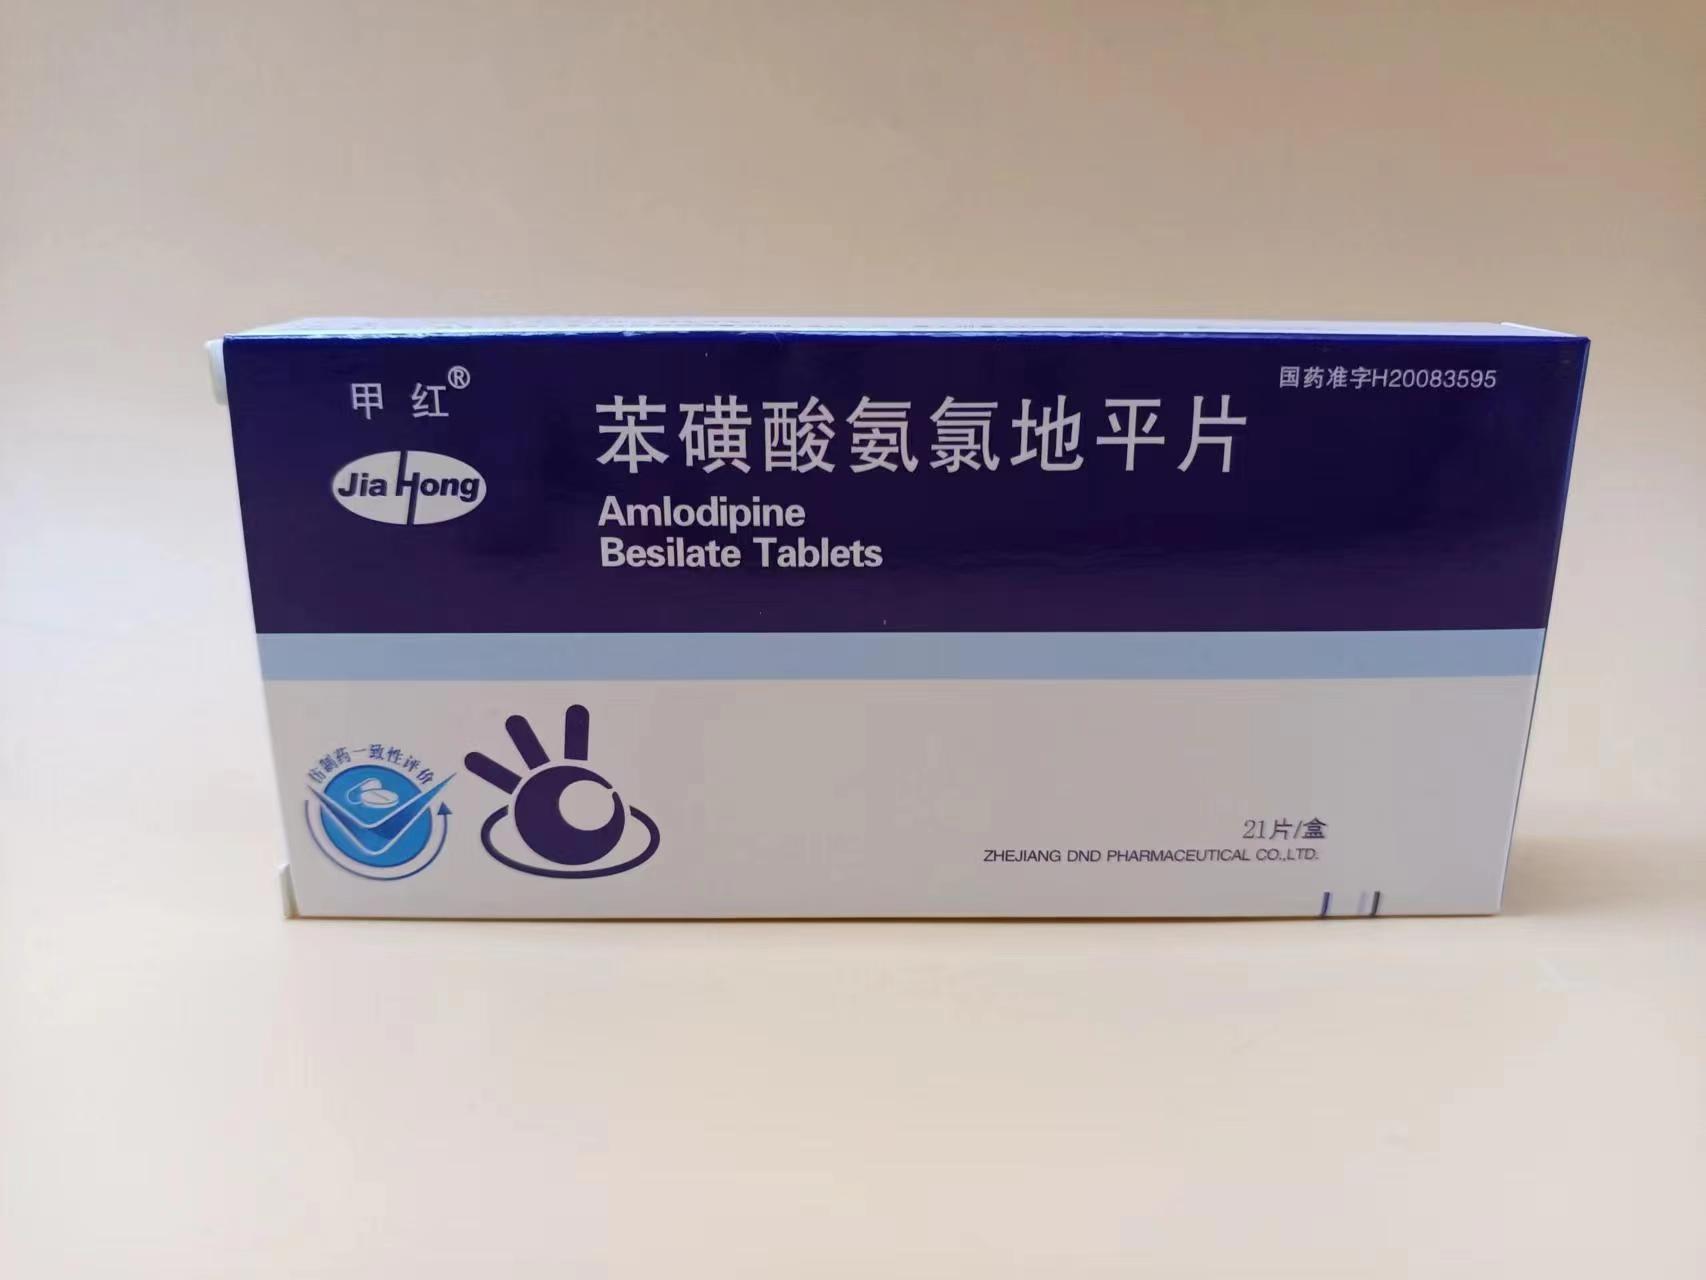 甲红®
Jia Hong
苯磺酸氨氯地平片
Amlodipine
Besilate Tablets
国药准字H20083595
仿制药一致性评价
21片/盒
ZHEJIANG DND PHARMACEUTICAL CO.,LTD.